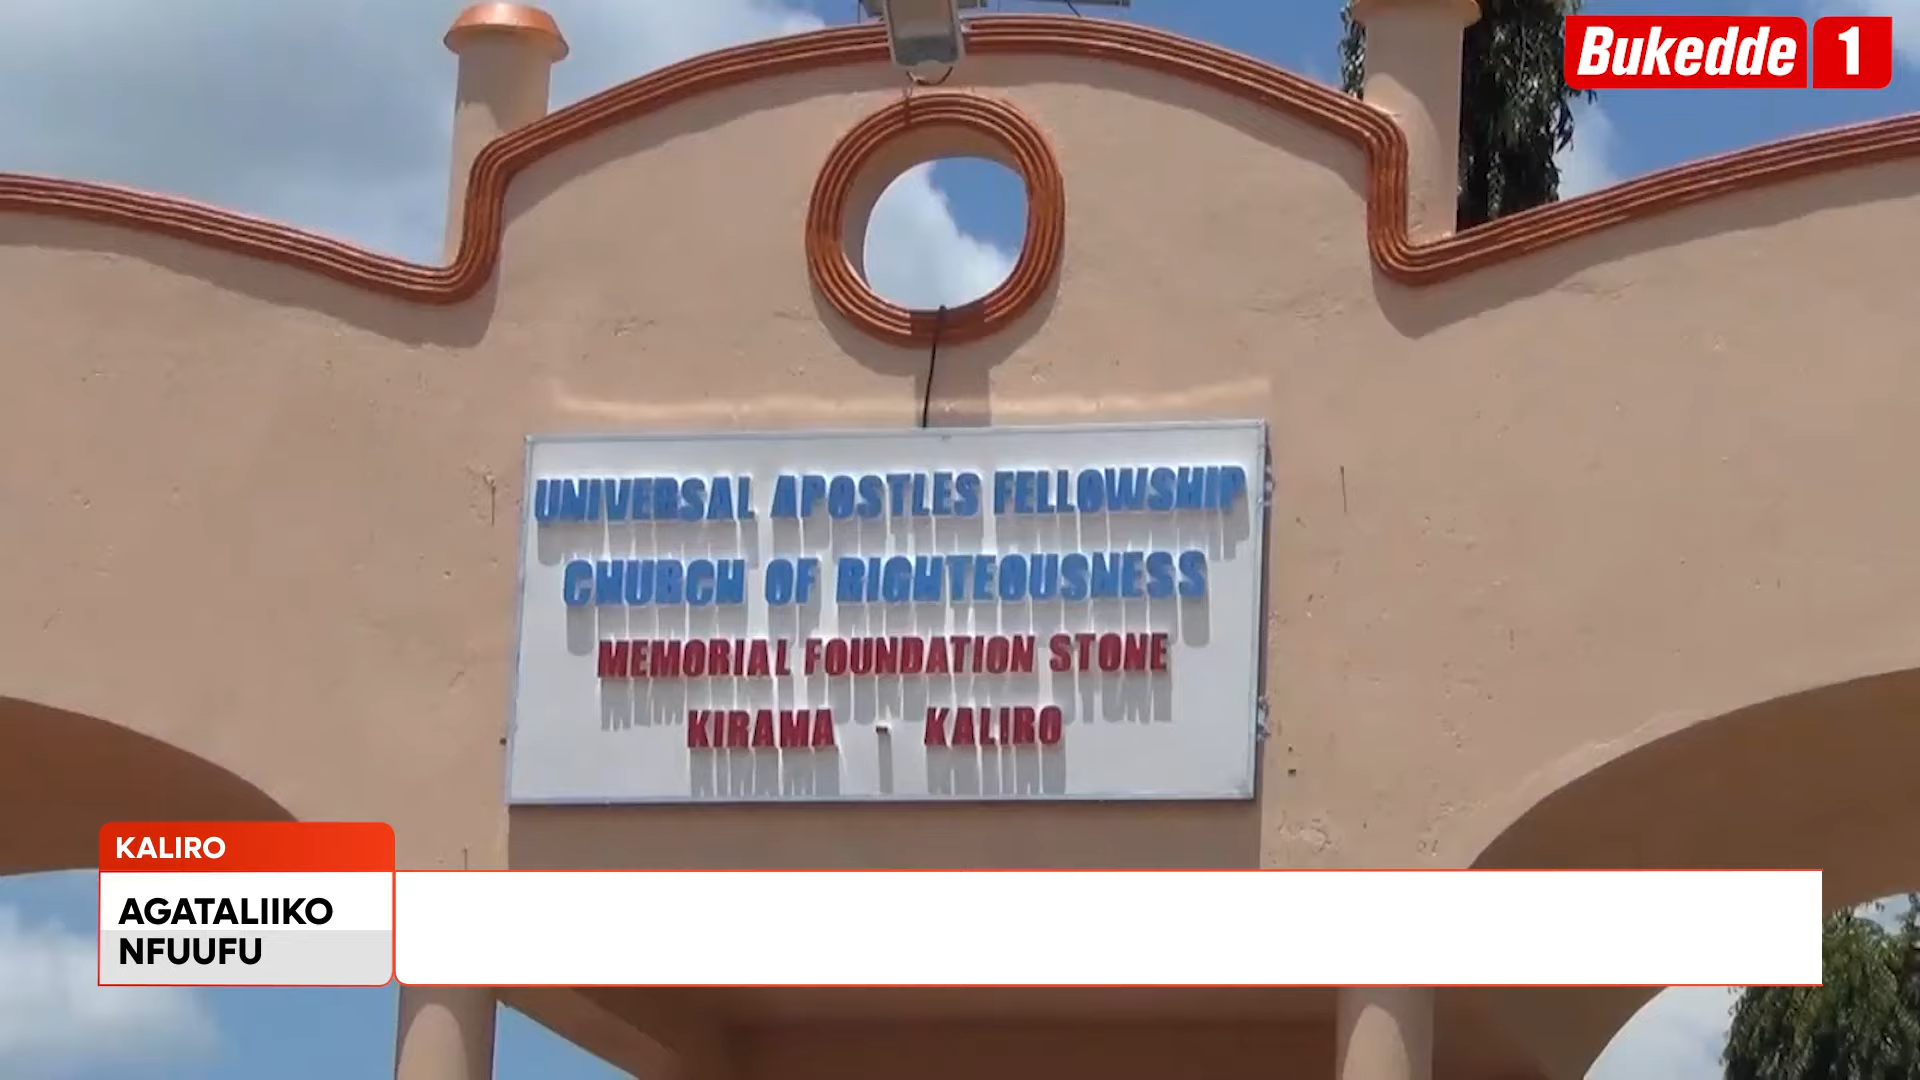 Bukedde 1
UNIVERSAL APOSTLES FELLOWSHIP
CHURCH OF RIGHTEOUSNESS
MEMORIAL FOUNDATION STONE
KIRAMA - KALIRO
KALIRO
AGATALIIKO
NFUUFU